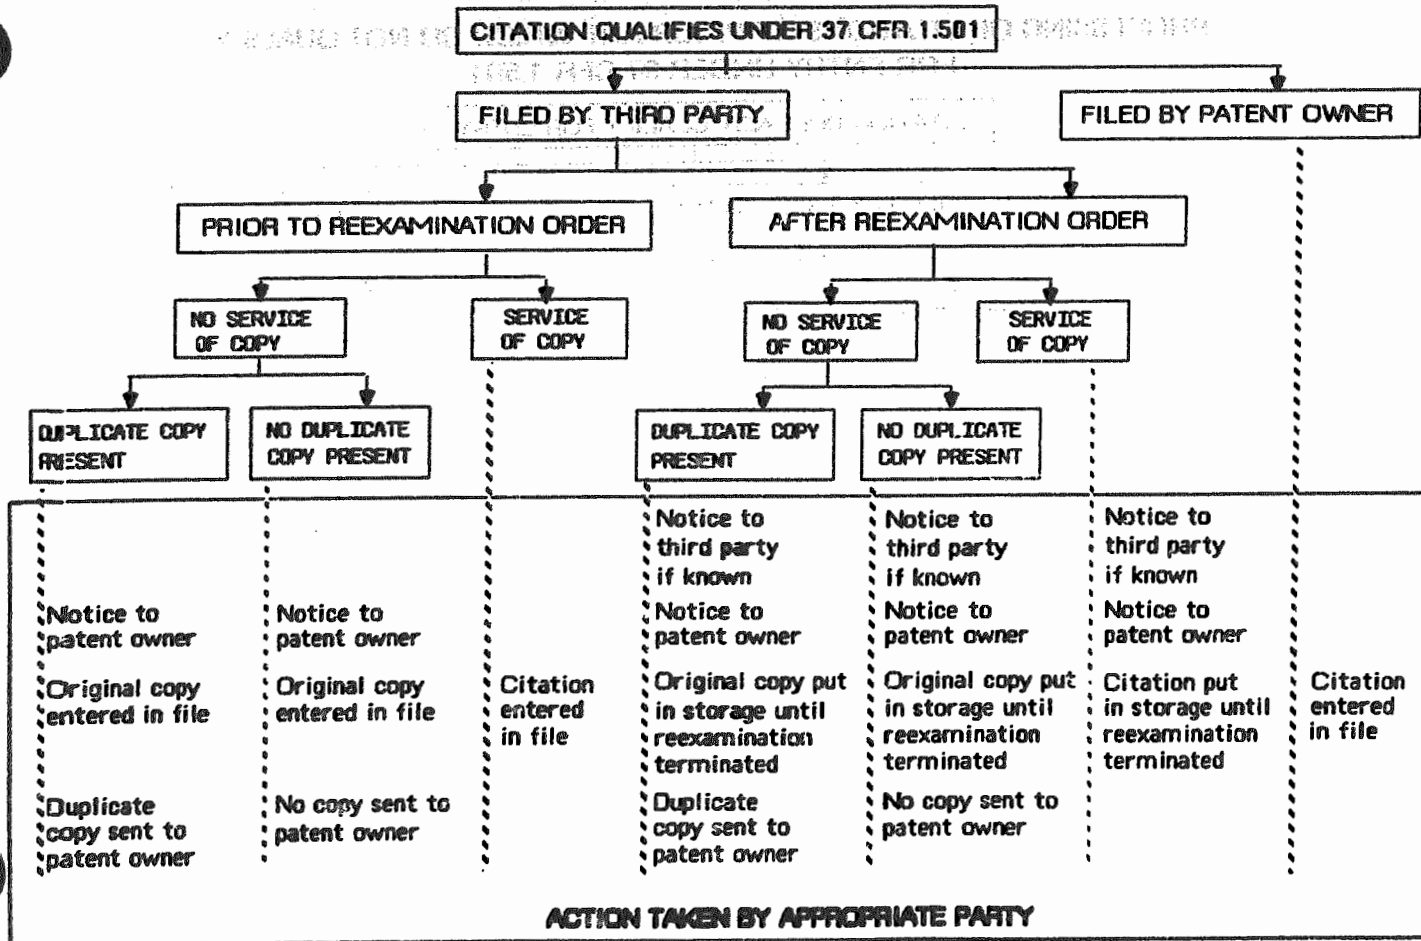 CITATION QUALIFIES UNDER 37 CFR 1.501
FILED BY THIRD PARTY
FILED BY PATENT OWNER
PRIOR TO REEXAMINATION ORDER
AFTER REEXAMINATION ORDER
NO SERVICE
OF COPY
SERVICE
OF COPY
NO SERVICE
OF COPY
SERVICE
OF COPY
DUPLICATE COPY
PRESENT
NO DUPLICATE
COPY PRESENT
DUPLICATE COPY
PRESENT
NO DUPLICATE
COPY PRESENT
Notice to
patent owner
Original copy
entered in file
Duplicate
copy sent to
patent owner
Notice to
patent owner
Original copy
entered in file
No copy sent to
patent owner
Citation
entered
in file
Notice to
third party
if known
Notice to
patent owner
Original copy put
in storage until
reexamination
terminated
Duplicate
copy sent to
patent owner
Notice to
third party
if known
Notice to
patent owner
Original copy put
in storage until
reexamination
terminated
No copy sent to
patent owner
Notice to
third party
if known
Notice to
patent owner
Citation put
in storage until
reexamination
terminated
Citation
entered
in file
ACTION TAKEN BY APPROPRIATE PARTY